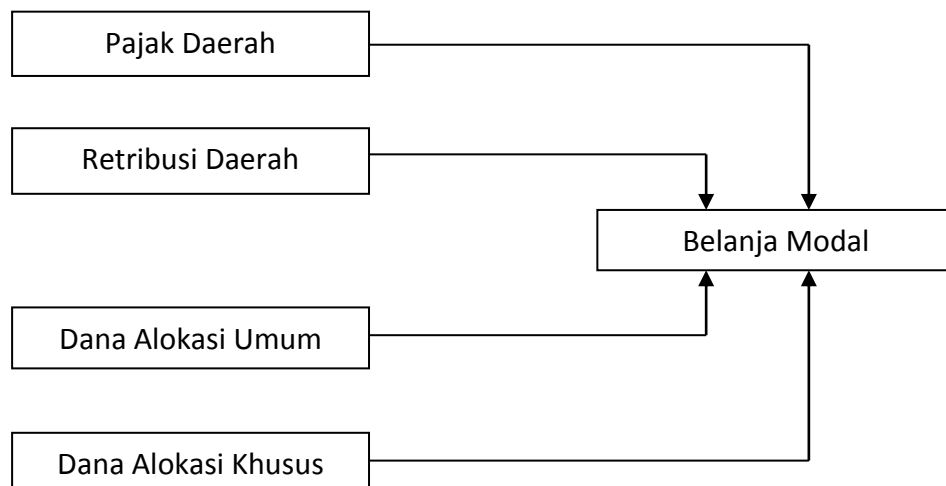 Pajak Daerah
Retribusi Daerah
Belanja Modal
Dana Alokasi Umum
Dana Alokasi Khusus